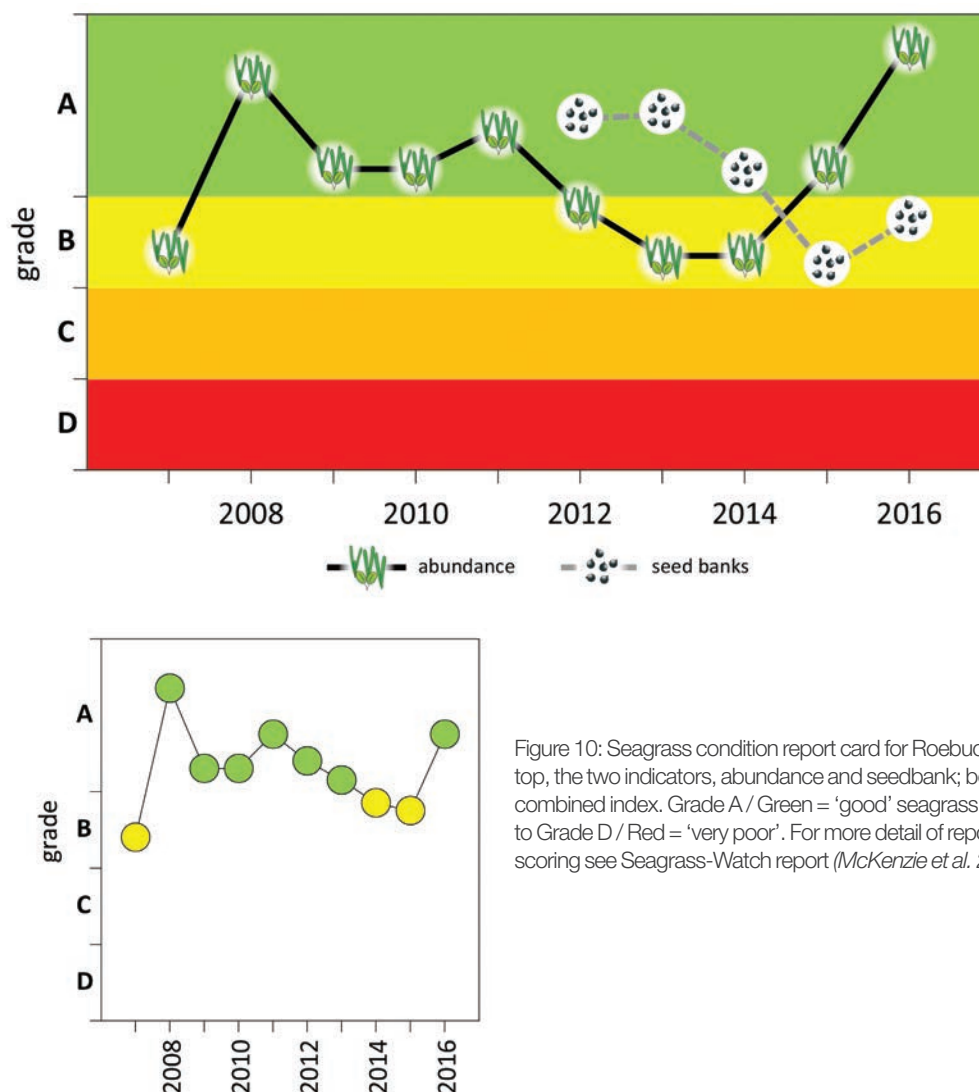 A
B
C
D
grade
2008 2010 2012 2014 2016
abundance seed banks
A
B
C
D
grade
2008 2010 2012 2014 2016
Figure 10: Seagrass condition report card for Roebuc
top, the two indicators, abundance and seedbank; b
combined index. Grade A / Green = ‘good’ seagrass
to Grade D / Red = ‘very poor’. For more detail of repo
scoring see Seagrass-Watch report (McKenzie et al.